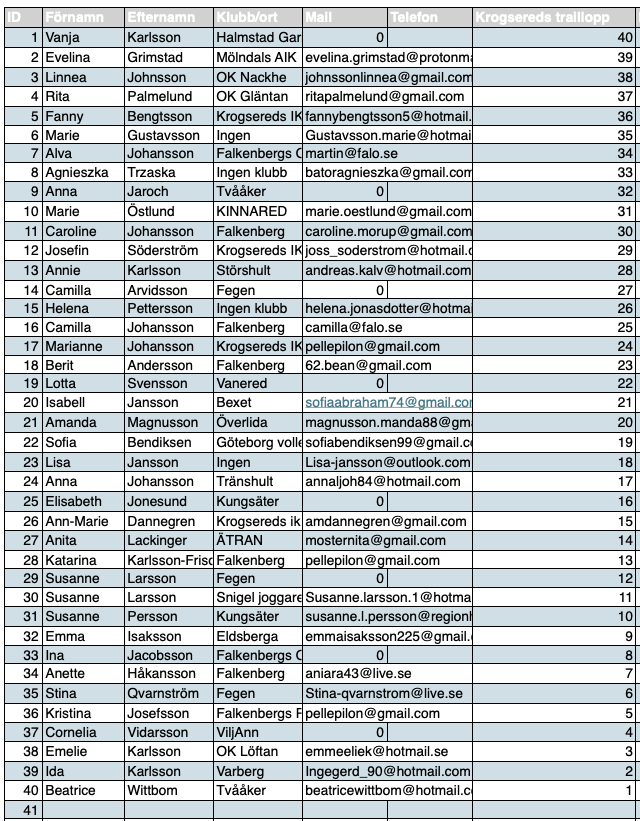 ID Förnamn Efternamn Klubb/ort Mail Telefon Krogsereds traillopp
1 Vanja Karlsson Halmstad Gar 0 40
2 Evelina Grimstad Mölndals AIK evelina.grimstad@protonma 39
3 Linnea Johnsson OK Nackhe johnssonlinnea@gmail.com 38
4 Rita Palmelund OK Gläntan ritapalmelund@gmail.com 37
5 Fanny Bengtsson Krogsereds IK fannybengtsson5@hotmail. 36
6 Marie Gustavsson Ingen Gustavsson.marie@hotmai 35
7 Alva Johansson Falkenbergs C martin@falo.se 34
8 Agnieszka Trzaska Ingen klubb batoragnieszka@gmail.com 33
9 Anna Jaroch Tvååker 0 32
10 Marie Östlund KINNARED marie.oestlund@gmail.com 31
11 Caroline Johansson Falkenberg caroline.morup@gmail.com 30
12 Josefin Söderström Krogsereds IK joss_soderstrom@hotmail.c 29
13 Annie Karlsson Störshult andreas.kalv@hotmail.com 28
14 Camilla Arvidsson Fegen 0 27
15 Helena Pettersson Ingen klubb helena.jonasdotter@hotmai 26
16 Camilla Johansson Falkenberg camilla@falo.se 25
17 Marianne Johansson Krogsereds IK pellepilon@gmail.com 24
18 Berit Andersson Falkenberg 62.bean@gmail.com 23
19 Lotta Svensson Vanered 0 22
20 Isabell Jansson Bexet sofiaabraham74@gmail.cor 21
21 Amanda Magnusson Överlida magnusson.manda88@gma 20
22 Sofia Bendiksen Göteborg volle sofiabendiksen99@gmail.co 19
23 Lisa Jansson Ingen Lisa-jansson@outlook.com 18
24 Anna Johansson Tränshult annaljoh84@hotmail.com 17
25 Elisabeth Jonesund Kungsäter 0 16
26 Ann-Marie Dannegren Krogsereds ik amdannegren@gmail.com 15
27 Anita Lackinger ÄTRAN mosternita@gmail.com 14
28 Katarina Karlsson-Frisc Falkenberg pellepilon@gmail.com 13
29 Susanne Larsson Fegen 0 12
30 Susanne Larsson Snigel joggare Susanne.larsson.1@hotma 11
31 Susanne Persson Kungsäter susanne.l.persson@regionh 10
32 Emma Isaksson Eldsberga emmaisaksson225@gmail. 9
33 Ina Jacobsson Falkenbergs C 0 8
34 Anette Håkansson Falkenberg aniara43@live.se 7
35 Stina Qvarnström Fegen Stina-qvarnstrom@live.se 6
36 Kristina Josefsson Falkenbergs F pellepilon@gmail.com 5
37 Cornelia Vidarsson ViljAnn 0 4
38 Emelie Karlsson OK Löftan emmeeliek@hotmail.se 3
39 Ida Karlsson Varberg Ingegerd_90@hotmail.com 2
40 Beatrice Wittbom Tvååker beatricewittbom@hotmail.c 1
41